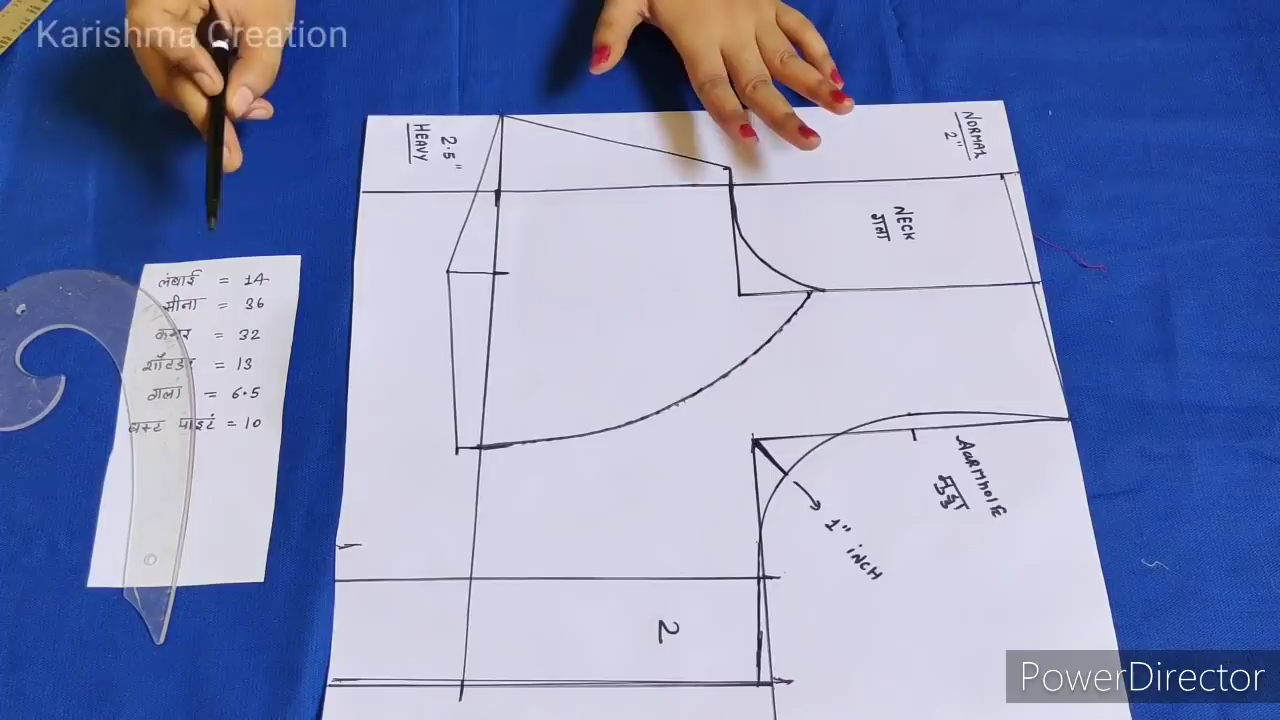 Karishma Creation
HEAVY
2.5"
NORMAL
2"
NECK
गला
लंबाई = 14
सीना = 36
कमर = 32
शोल्डर = 13
गला = 6.5
बस्ट पाइंट = 10
AARMHOLE
मुड्ढा
1" INCH
2
PowerDirector